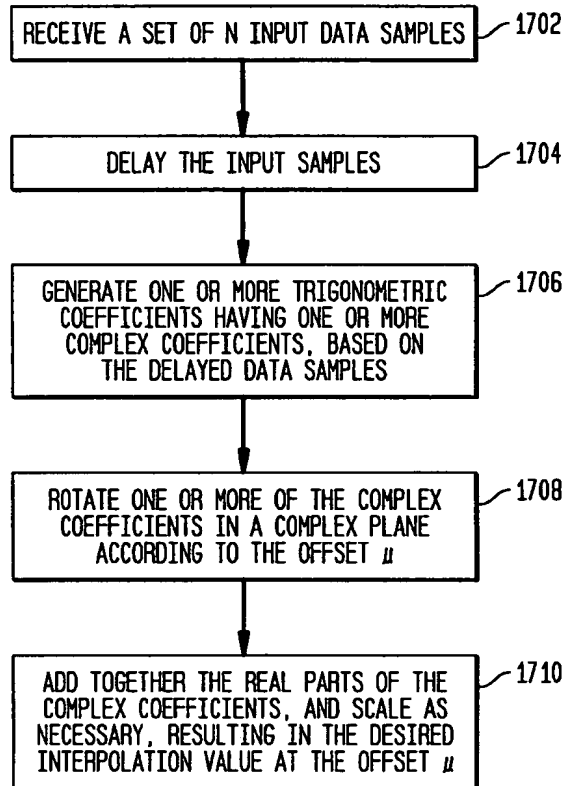 RECEIVE A SET OF N INPUT DATA SAMPLES
1702
DELAY THE INPUT SAMPLES
1704
GENERATE ONE OR MORE TRIGONOMETRIC
COEFFICIENTS HAVING ONE OR MORE
COMPLEX COEFFICIENTS, BASED ON
THE DELAYED DATA SAMPLES
1706
ROTATE ONE OR MORE OF THE COMPLEX
COEFFICIENTS IN A COMPLEX PLANE
ACCORDING TO THE OFFSET μ
1708
ADD TOGETHER THE REAL PARTS OF THE
COMPLEX COEFFICIENTS, AND SCALE AS
NECESSARY, RESULTING IN THE DESIRED
INTERPOLATION VALUE AT THE OFFSET μ
1710